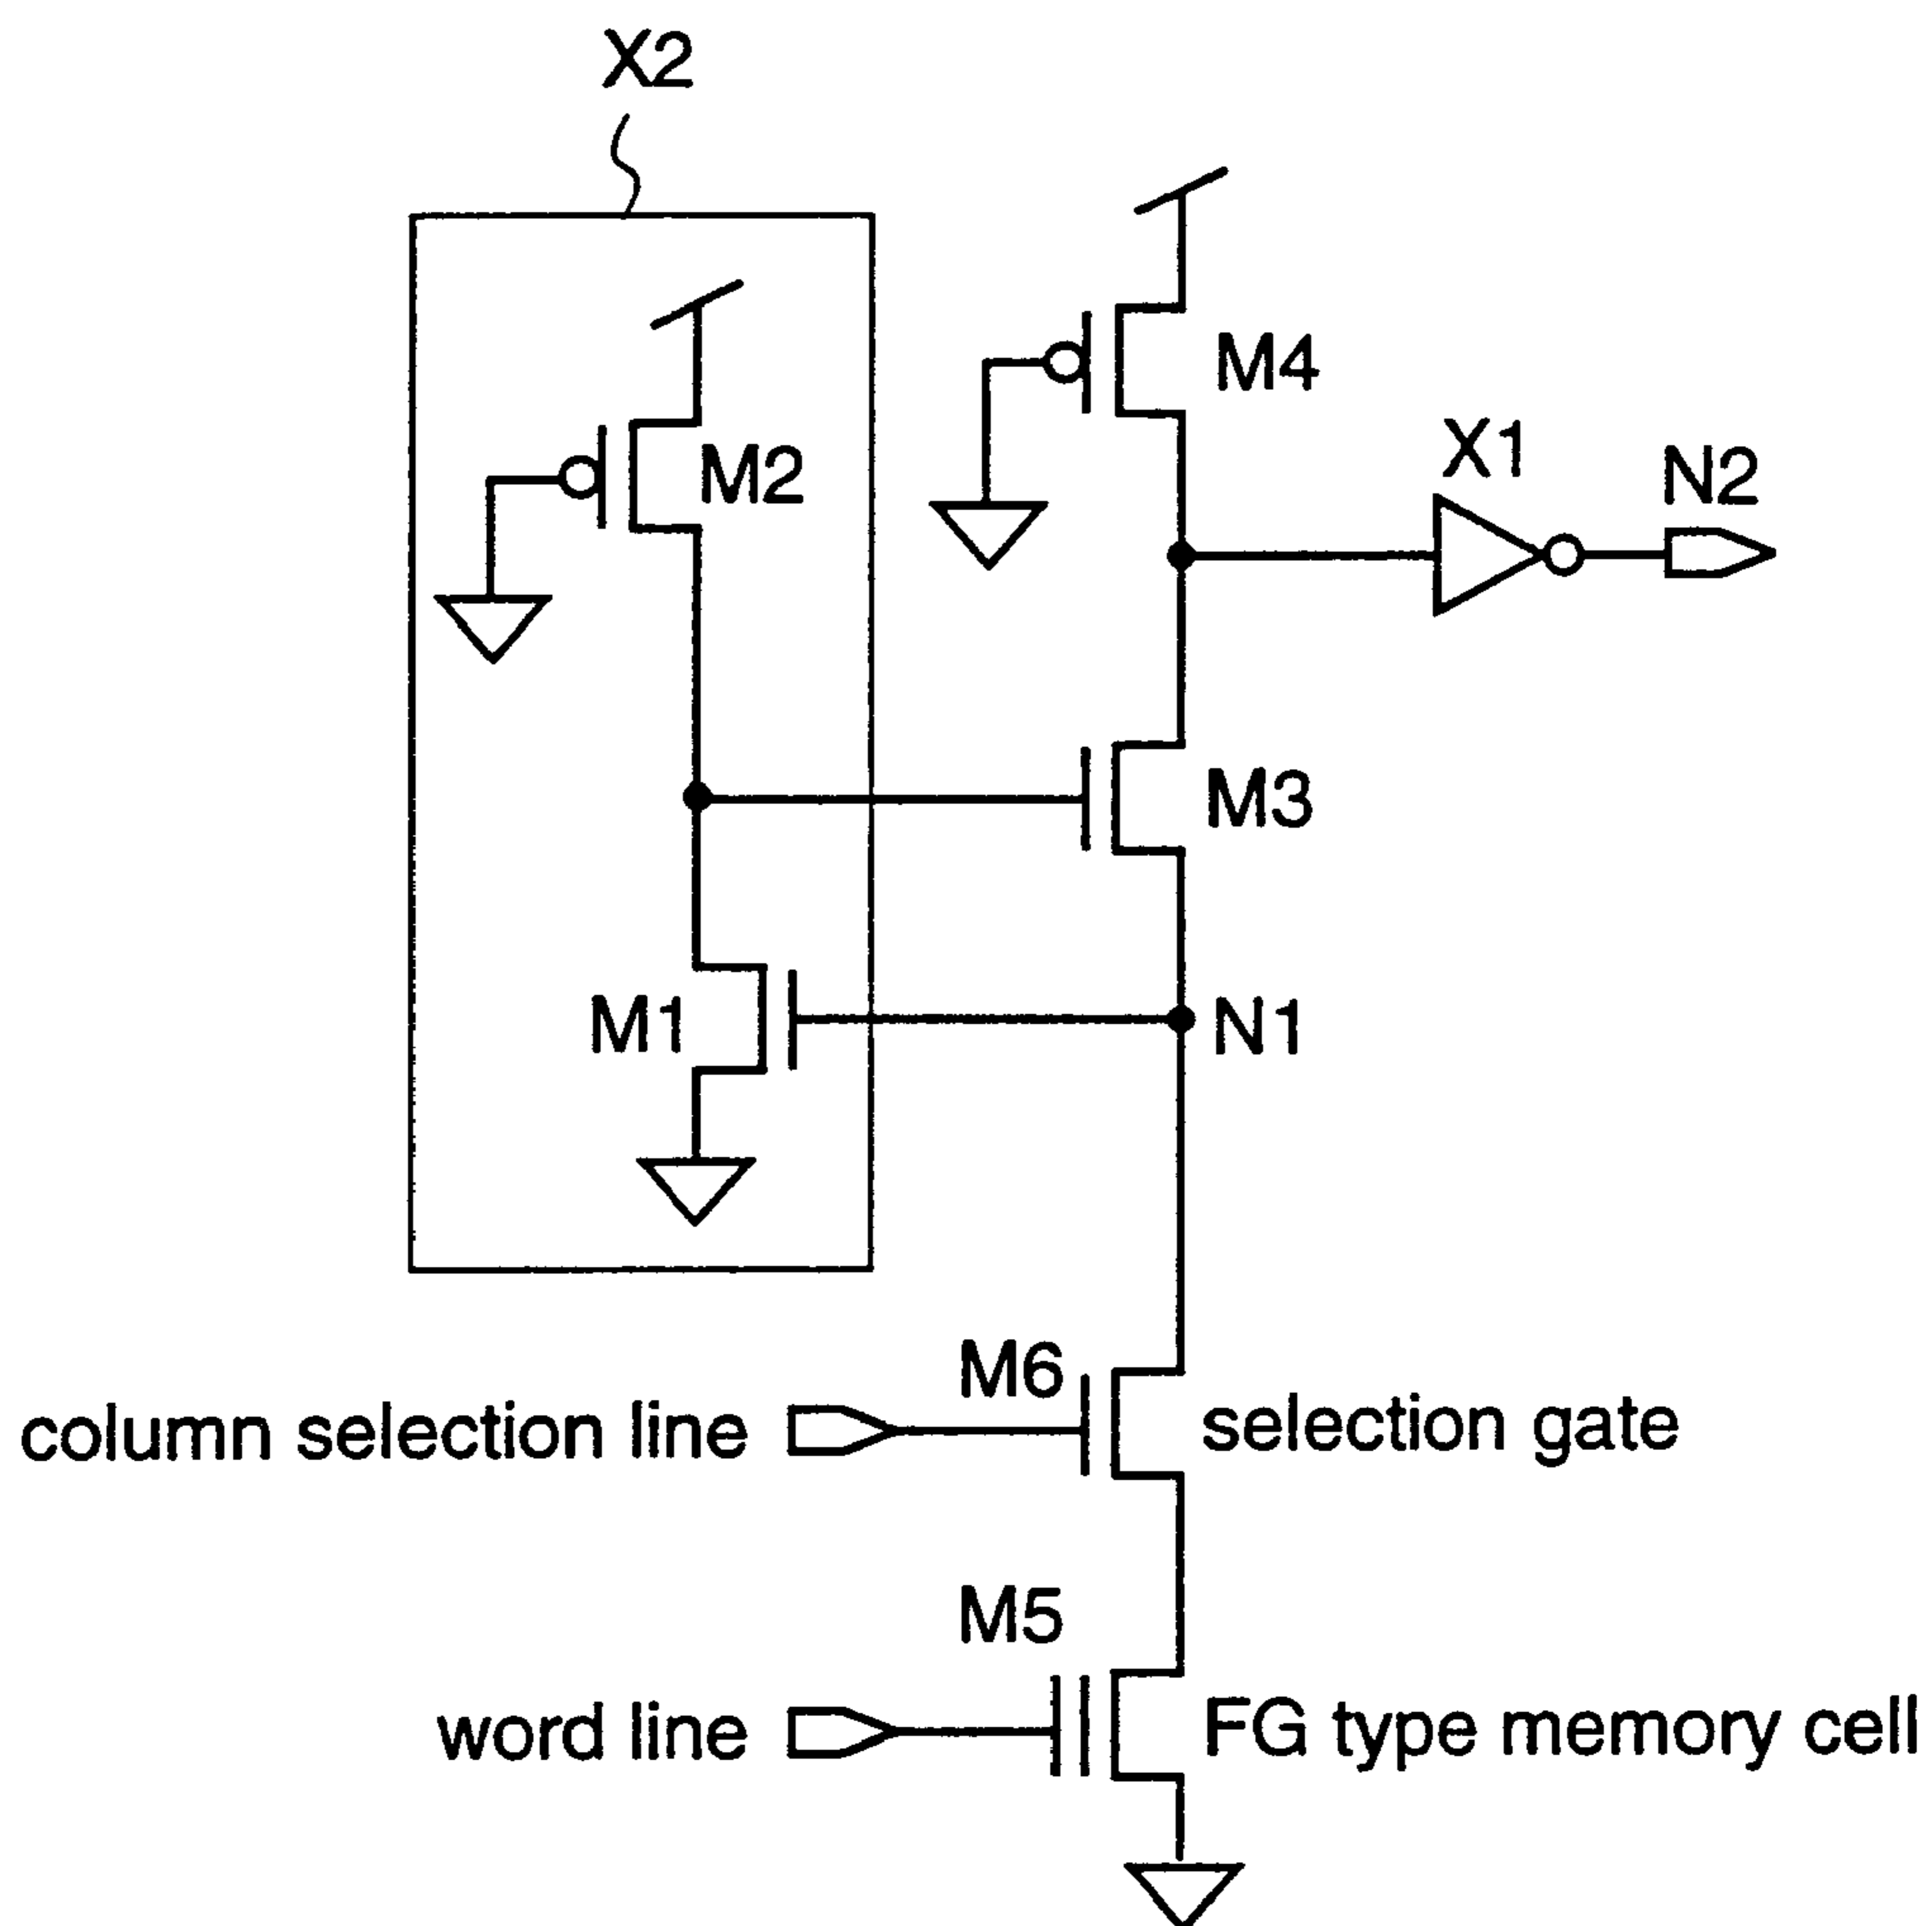 X2
M4
X1
N2
M2
M3
M1
N1
M6
column selection line
selection gate
M5
word line
FG type memory cell